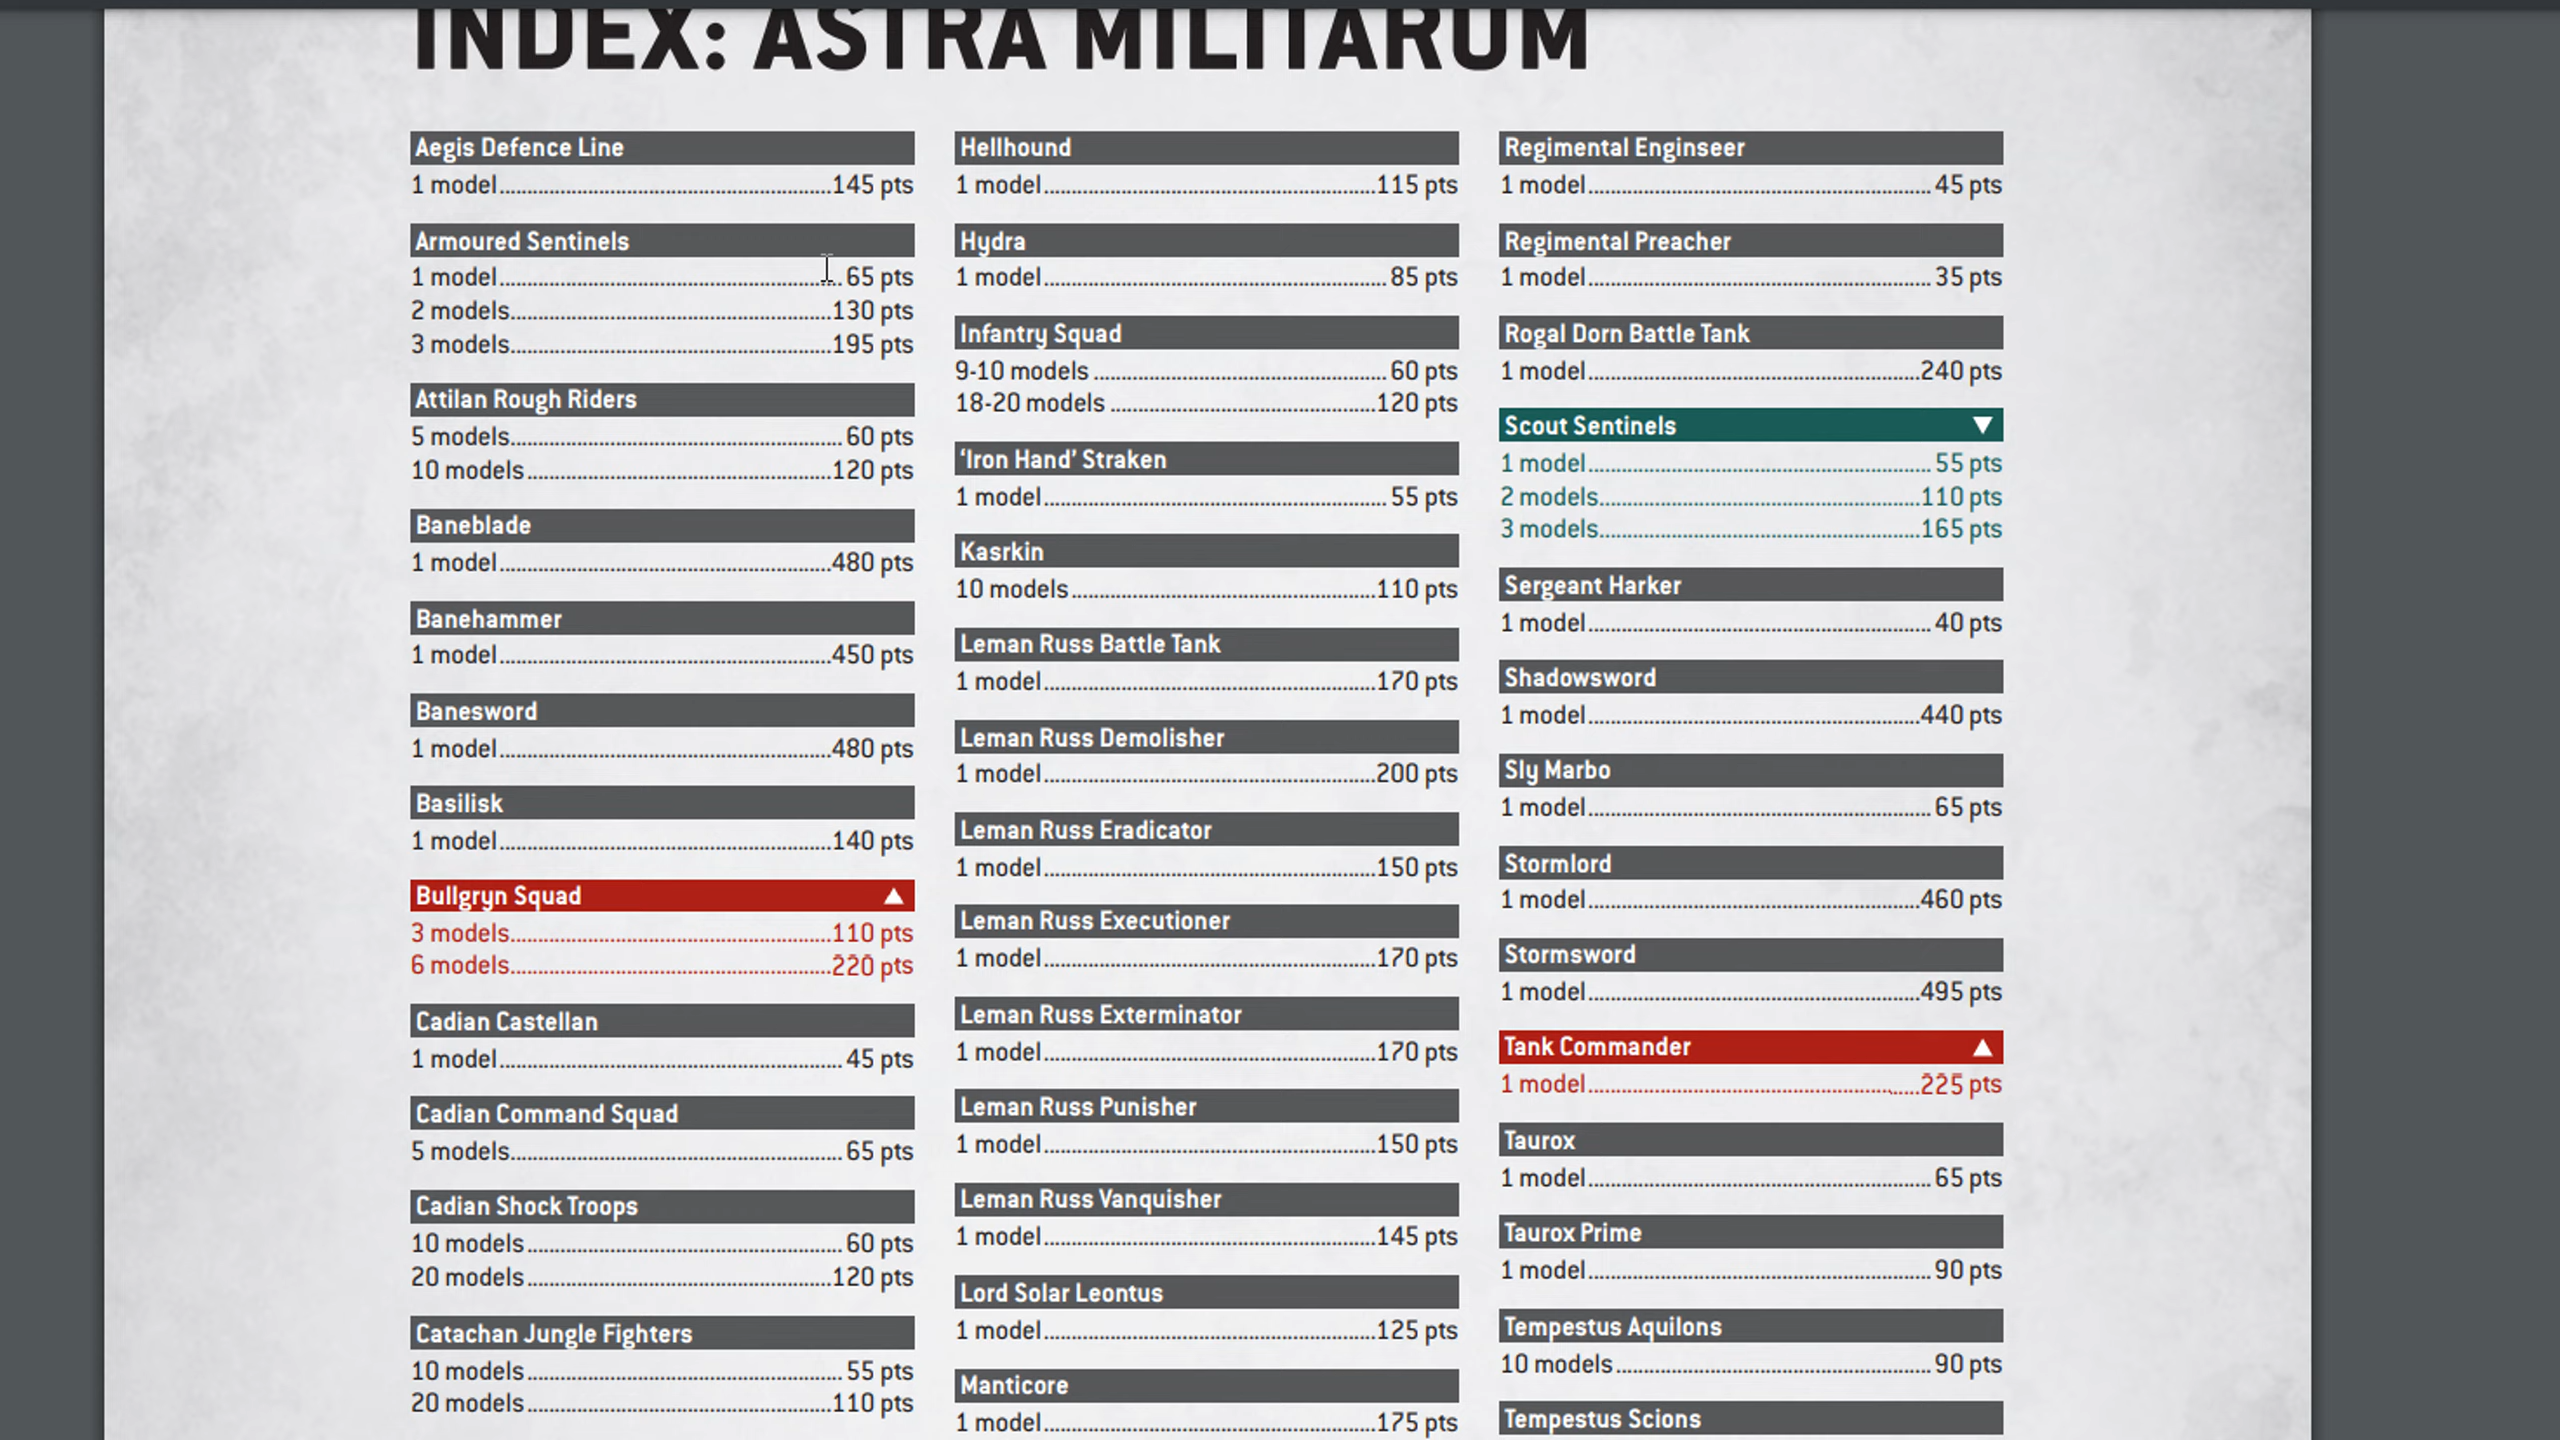 INDEX: ASTRA MILITARUM
Aegis Defence Line
1 model 145 pts
Armoured Sentinels
1 model 65 pts
2 models 130 pts
3 models 195 pts
Attilan Rough Riders
5 models 60 pts
10 models 120 pts
Baneblade
1 model 480 pts
Banehammer
1 model 450 pts
Banesword
1 model 480 pts
Basilisk
1 model 140 pts
Bullgryn Squad ▲
3 models 110 pts
6 models 220 pts
Cadian Castellan
1 model 45 pts
Cadian Command Squad
5 models 65 pts
Cadian Shock Troops
10 models 60 pts
20 models 120 pts
Catachan Jungle Fighters
10 models 55 pts
20 models 110 pts
Hellhound
1 model 115 pts
Hydra
1 model 85 pts
Infantry Squad
9-10 models 60 pts
18-20 models 120 pts
‘Iron Hand’ Straken
1 model 55 pts
Kasrkin
10 models 110 pts
Leman Russ Battle Tank
1 model 170 pts
Leman Russ Demolisher
1 model 200 pts
Leman Russ Eradicator
1 model 150 pts
Leman Russ Executioner
1 model 170 pts
Leman Russ Exterminator
1 model 170 pts
Leman Russ Punisher
1 model 150 pts
Leman Russ Vanquisher
1 model 145 pts
Lord Solar Leontus
1 model 125 pts
Manticore
1 model 175 pts
Regimental Enginseer
1 model 45 pts
Regimental Preacher
1 model 35 pts
Rogal Dorn Battle Tank
1 model 240 pts
Scout Sentinels ▼
1 model 55 pts
2 models 110 pts
3 models 165 pts
Sergeant Harker
1 model 40 pts
Shadowsword
1 model 440 pts
Sly Marbo
1 model 65 pts
Stormlord
1 model 460 pts
Stormsword
1 model 495 pts
Tank Commander ▲
1 model 225 pts
Taurox
1 model 65 pts
Taurox Prime
1 model 90 pts
Tempestus Aquilons
10 models 90 pts
Tempestus Scions